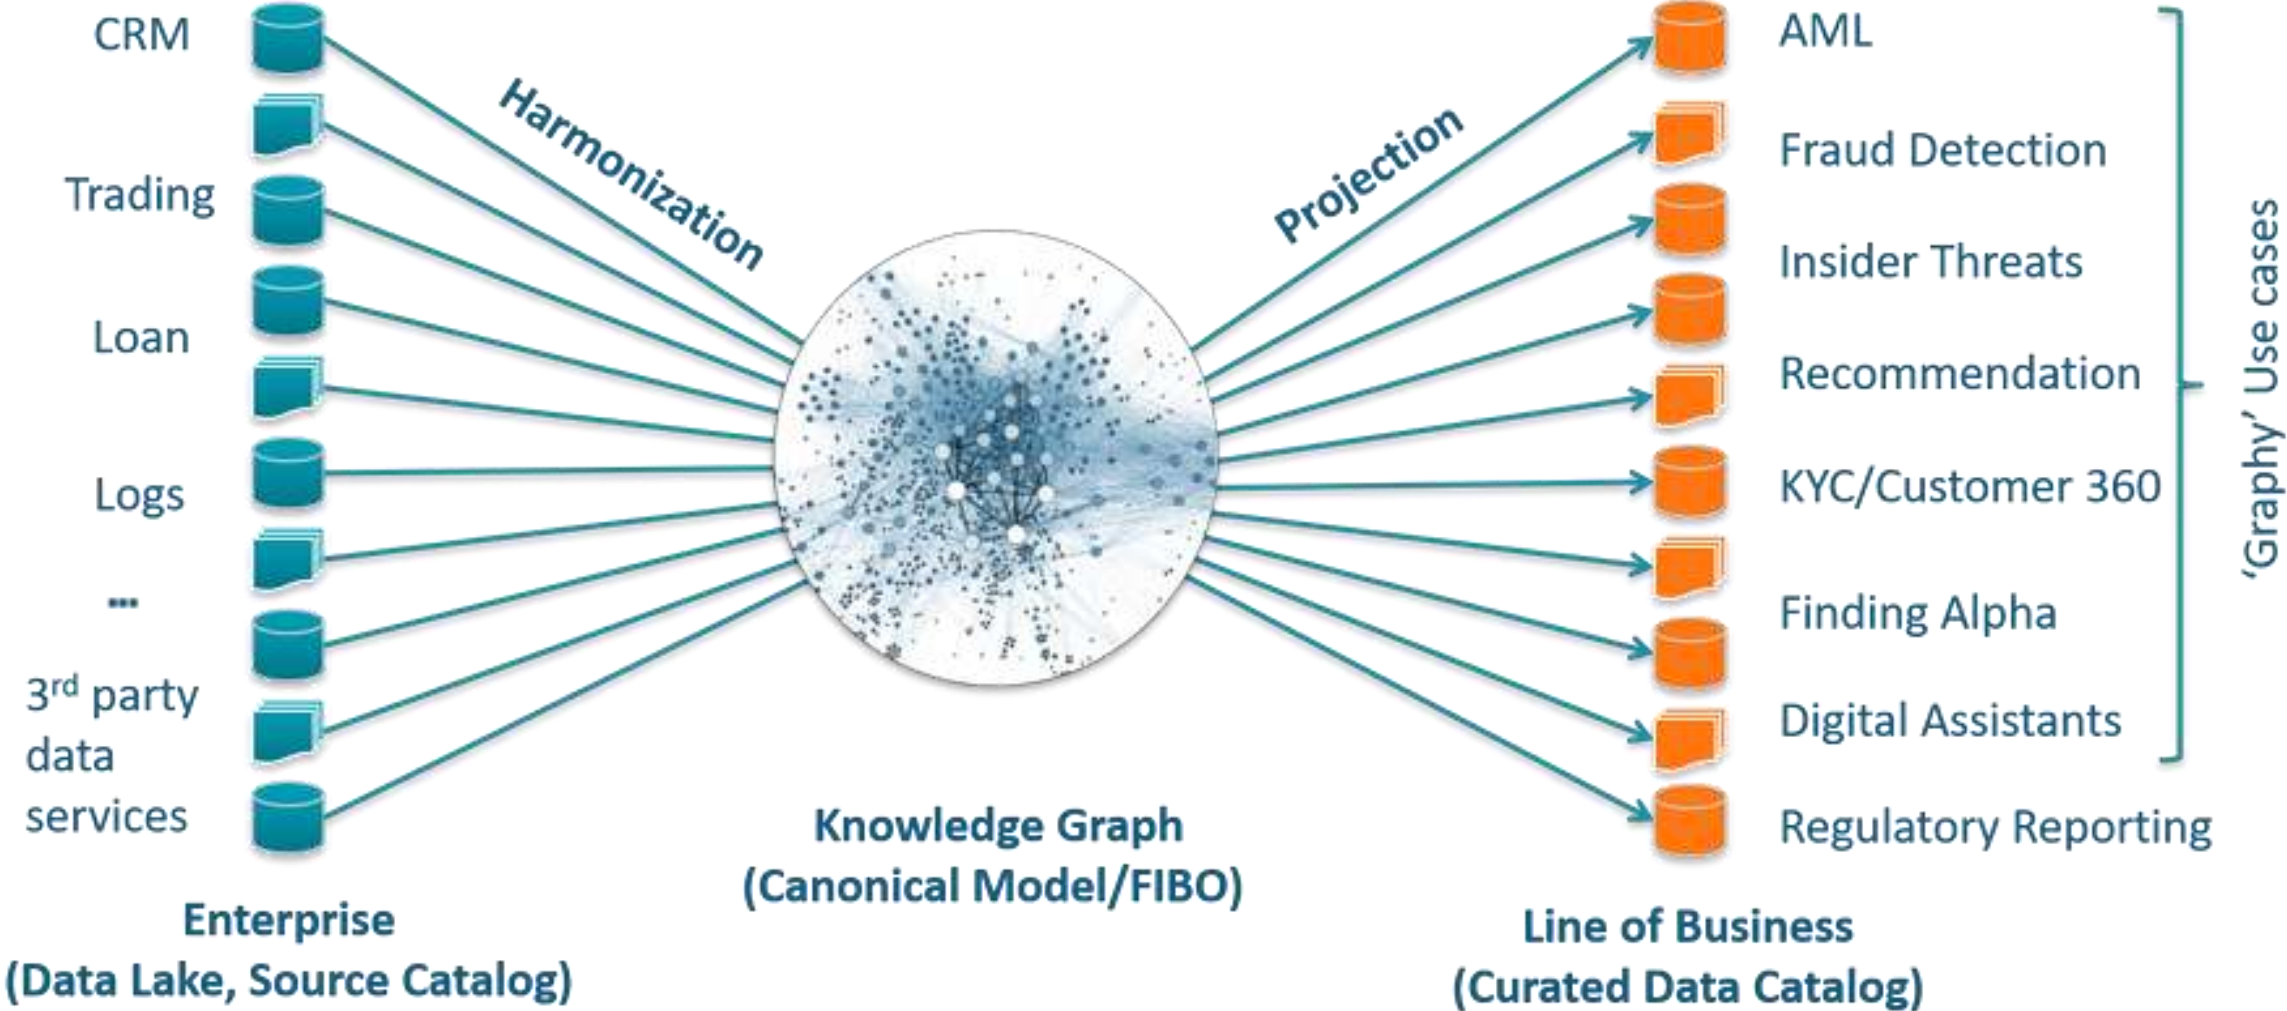 CRM
Trading
Loan
Logs
...
3rd party
data
services
Enterprise
(Data Lake, Source Catalog)
Harmonization
Knowledge Graph
(Canonical Model/FIBO)
Projection
AML
Fraud Detection
Insider Threats
Recommendation
KYC/Customer 360
Finding Alpha
Digital Assistants
Regulatory Reporting
Line of Business
(Curated Data Catalog)
‘Graphy’ Use cases